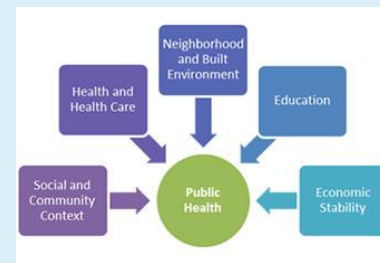 Neighborhood
and Built
Environment
Health and
Health Care
Education
Social and
Community
Context
Public
Health
Economic
Stability